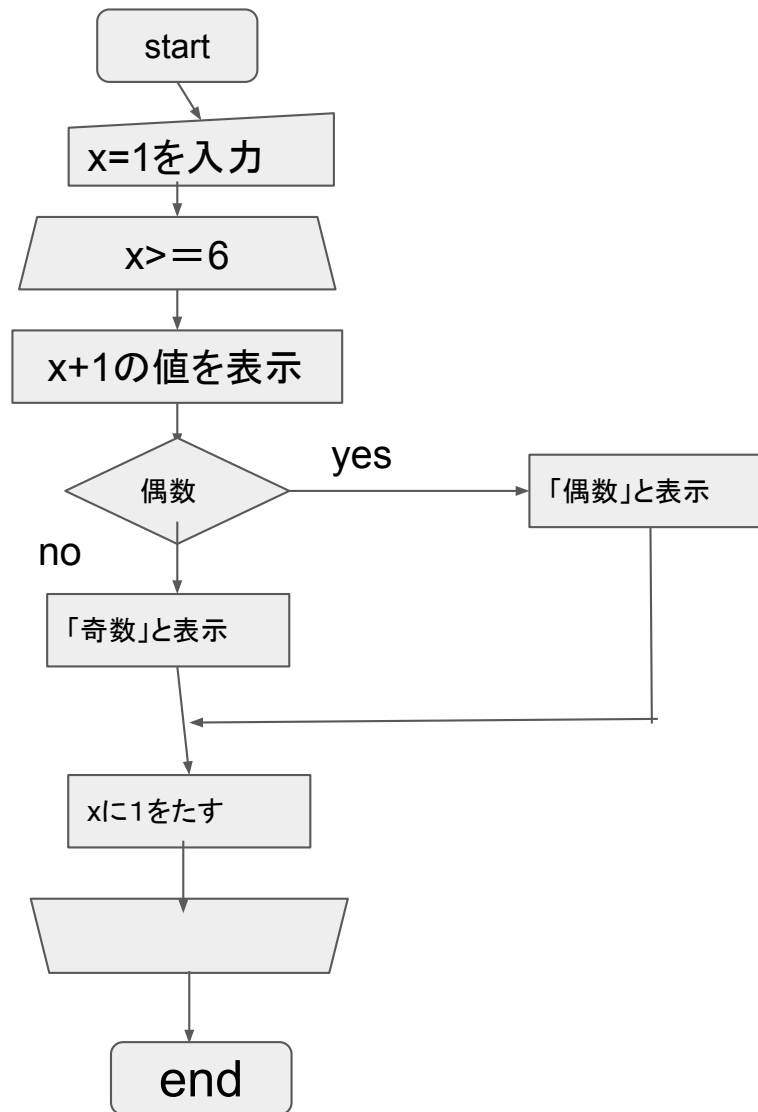 start
x=1を入力
x>＝6
x+1の値を表示
偶数
yes
「偶数」と表示
no
「奇数」と表示
xに１をたす
end